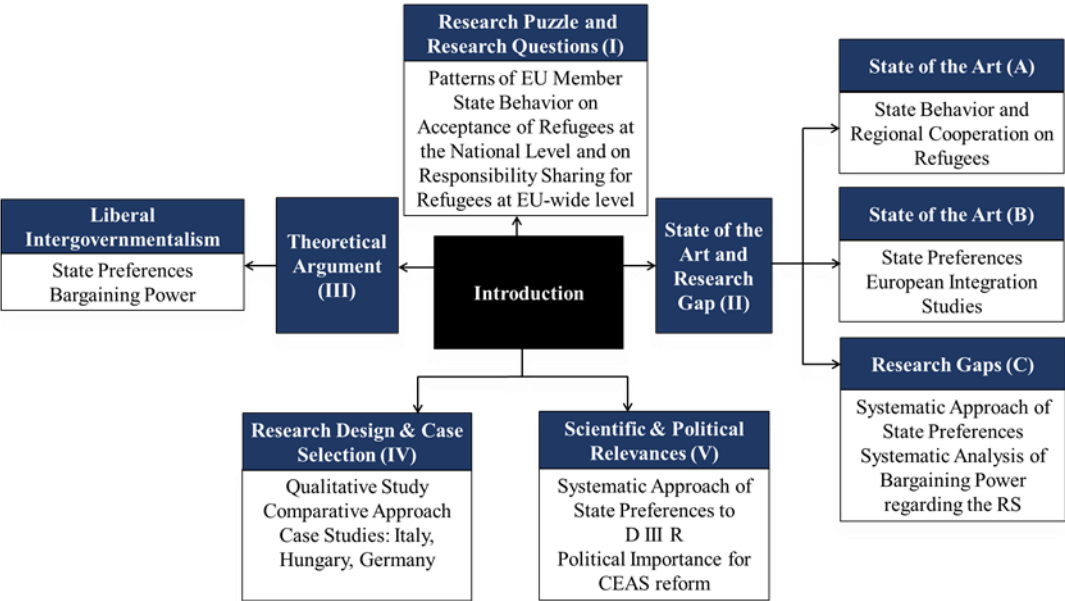 Research Puzzle and
Research Questions (I)
Patterns of EU Member
State Behavior on
Acceptance of Refugees at
the National Level and on
Responsibility Sharing for
Refugees at EU-wide level
Liberal
Intergovernmentalism
State Preferences
Bargaining Power
Theoretical
Argument
(III)
Introduction
State of the
Art and
Research
Gap (II)
State of the Art (A)
State Behavior and
Regional Cooperation on
Refugees
State of the Art (B)
State Preferences
European Integration
Studies
Research Gaps (C)
Systematic Approach of
State Preferences
Systematic Analysis of
Bargaining Power
regarding the RS
Research Design & Case
Selection (IV)
Qualitative Study
Comparative Approach
Case Studies: Italy,
Hungary, Germany
Scientific & Political
Relevances (V)
Systematic Approach of
State Preferences to
D III R
Political Importance for
CEAS reform